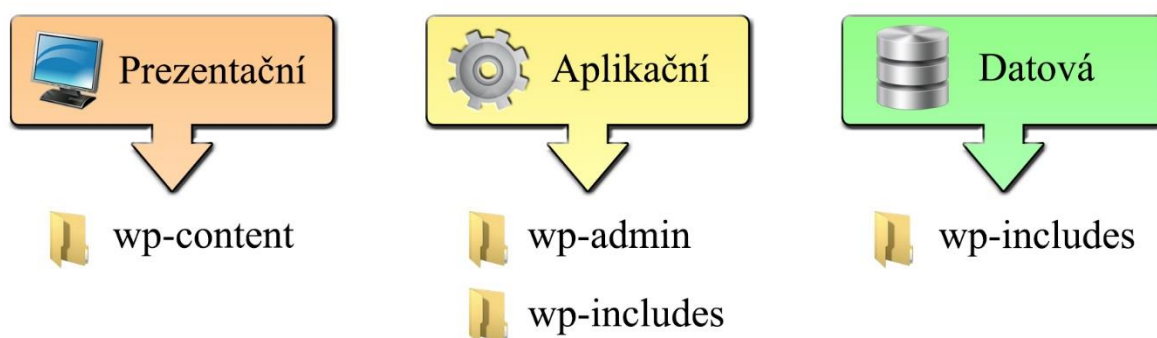 Prezentační
Aplikační
Datová
wp-content
wp-admin
wp-includes
wp-includes